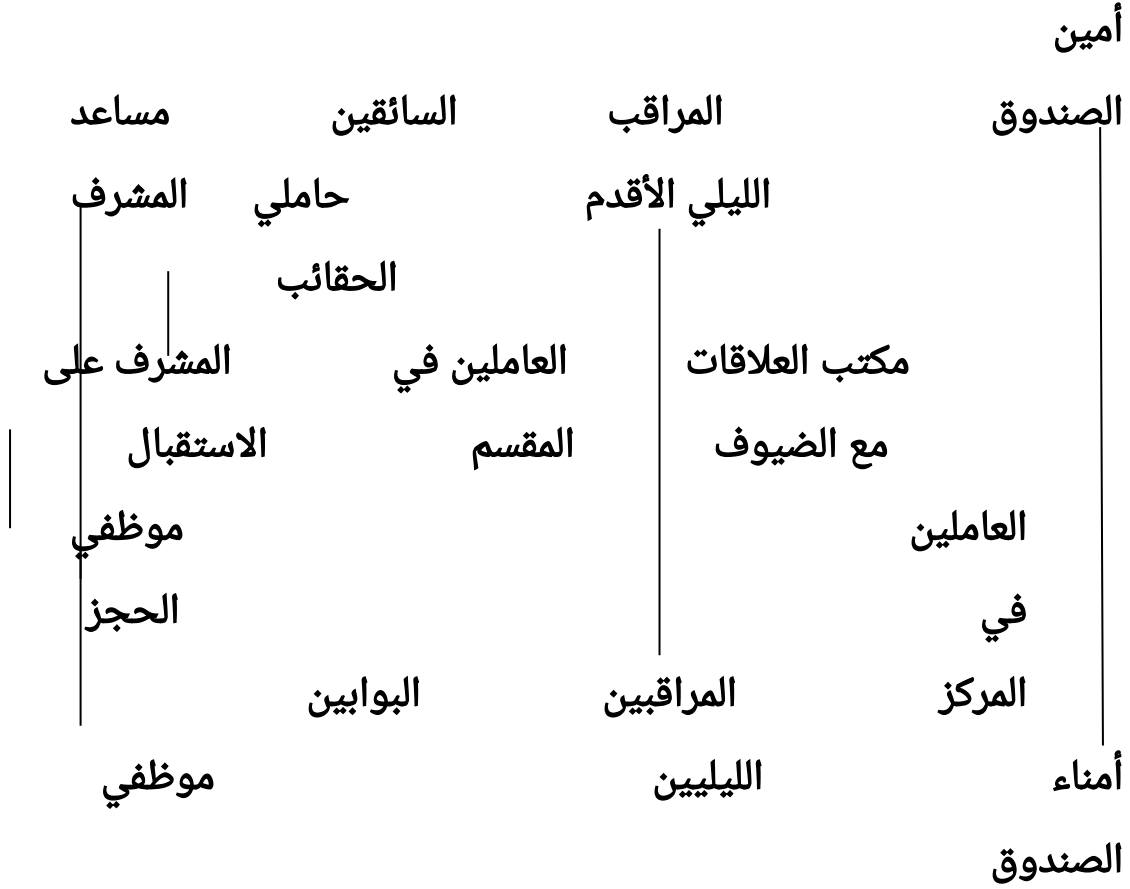 أمين
الصندوق المراقب السائقين مساعد
الليلي الأقدم حاملي المشرف
الحقائب
مكتب العلاقات العاملين في المشرف على
مع الضيوف المقسم الاستقبال
العاملين موظفي
في الحجز
المركز المراقبين البوابين
أمناء الليليين موظفي
الصندوق